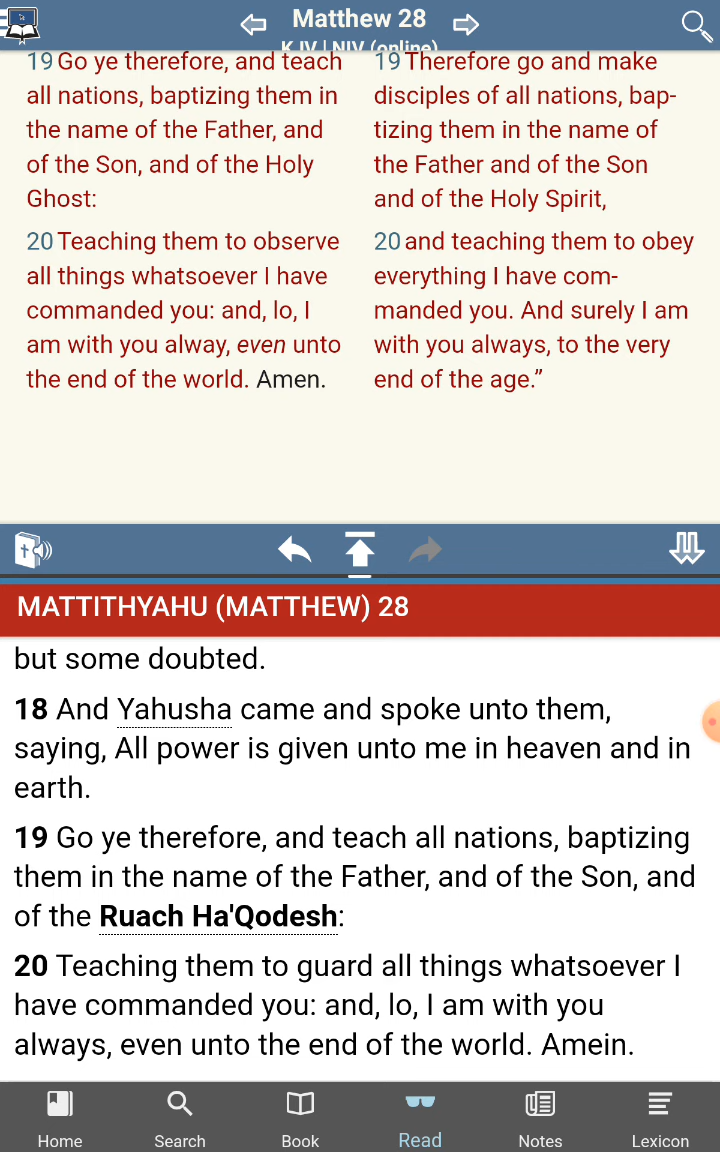 Matthew 28
KJV | NIV (online)
19 Go ye therefore, and teach
all nations, baptizing them in
the name of the Father, and
of the Son, and of the Holy
Ghost:
20 Teaching them to observe
all things whatsoever I have
commanded you: and, lo, I
am with you alway, even unto
the end of the world. Amen.
19 Therefore go and make
disciples of all nations, bap-
tizing them in the name of
the Father and of the Son
and of the Holy Spirit,
20 and teaching them to obey
everything I have com-
manded you. And surely I am
with you always, to the very
end of the age.”
MATTITHYAHU (MATTHEW) 28
but some doubted.
18 And Yahusha came and spoke unto them,
saying, All power is given unto me in heaven and in
earth.
19 Go ye therefore, and teach all nations, baptizing
them in the name of the Father, and of the Son, and
of the Ruach Ha'Qodesh:
20 Teaching them to guard all things whatsoever I
have commanded you: and, lo, I am with you
always, even unto the end of the world. Amein.
Home
Search
Book
Read
Notes
Lexicon